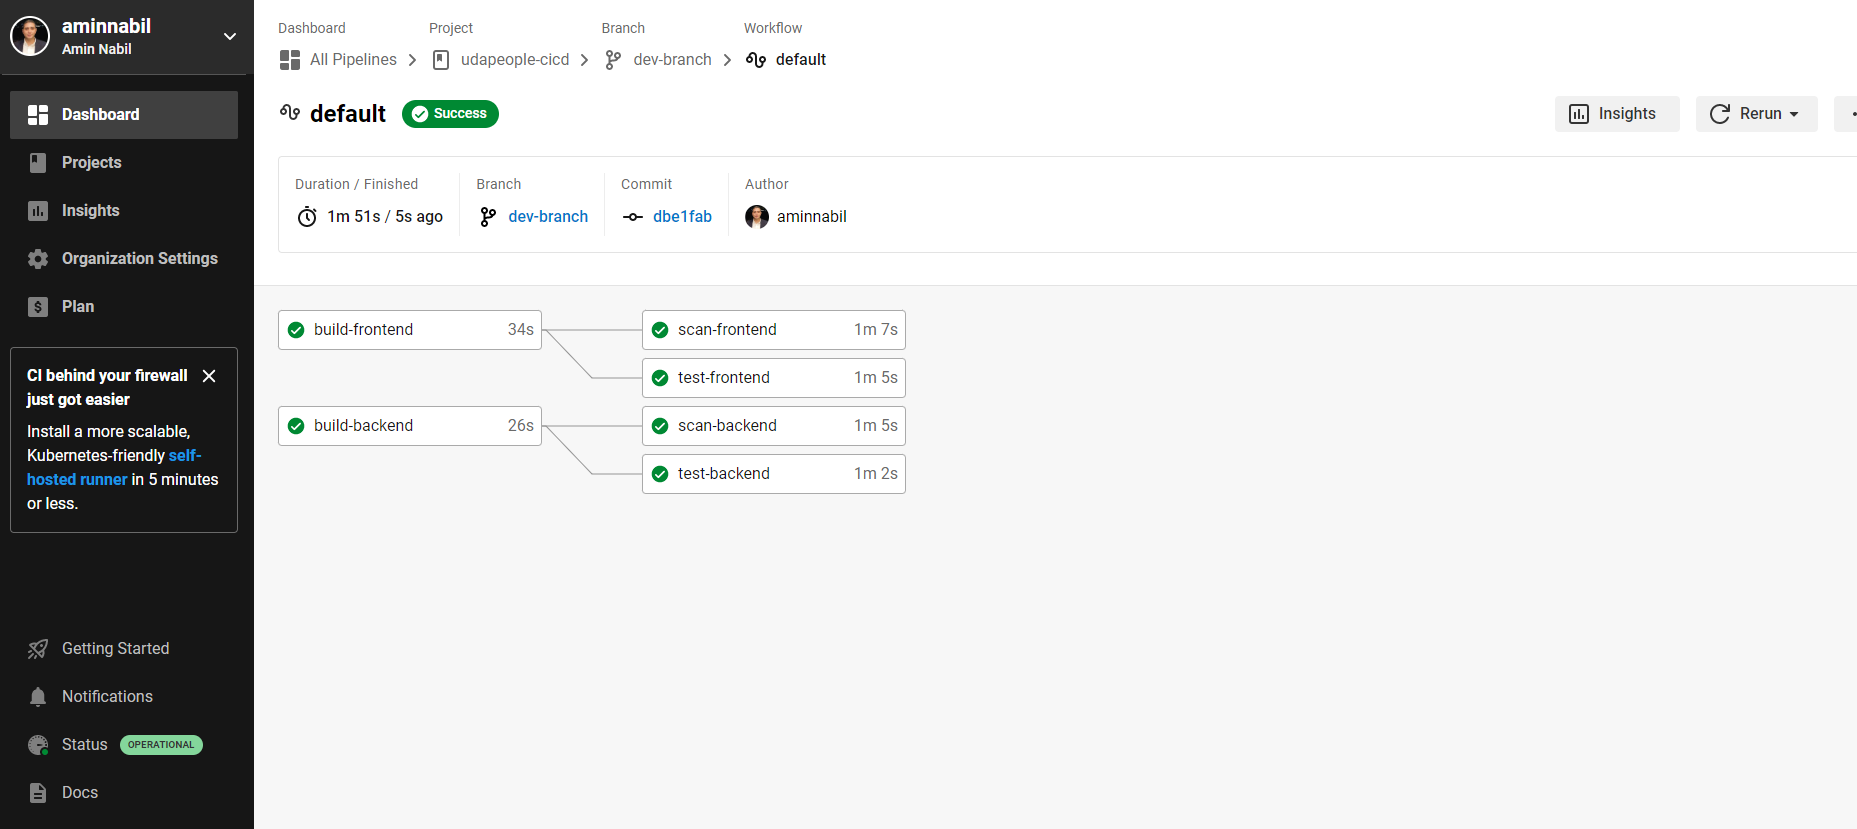 aminnabil
Amin Nabil
Dashboard
Projects
Insights
Organization Settings
Plan
CI behind your firewall
just got easier
Install a more scalable,
Kubernetes-friendly self-
hosted runner in 5 minutes
or less.
Getting Started
Notifications
Status OPERATIONAL
Docs
Dashboard Project Branch Workflow
All Pipelines udapeople-cicd dev-branch default
default Success Insights Rerun
Duration / Finished Branch Commit Author
1m 51s / 5s ago dev-branch dbe1fab aminnabil
build-frontend 34s scan-frontend 1m 7s
test-frontend 1m 5s
build-backend 26s scan-backend 1m 5s
test-backend 1m 2s